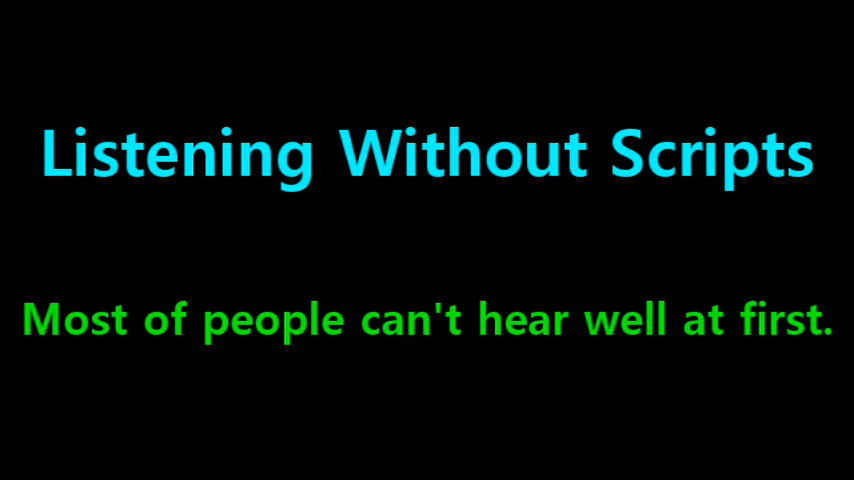 Listening Without Scripts
Most of people can't hear well at first.